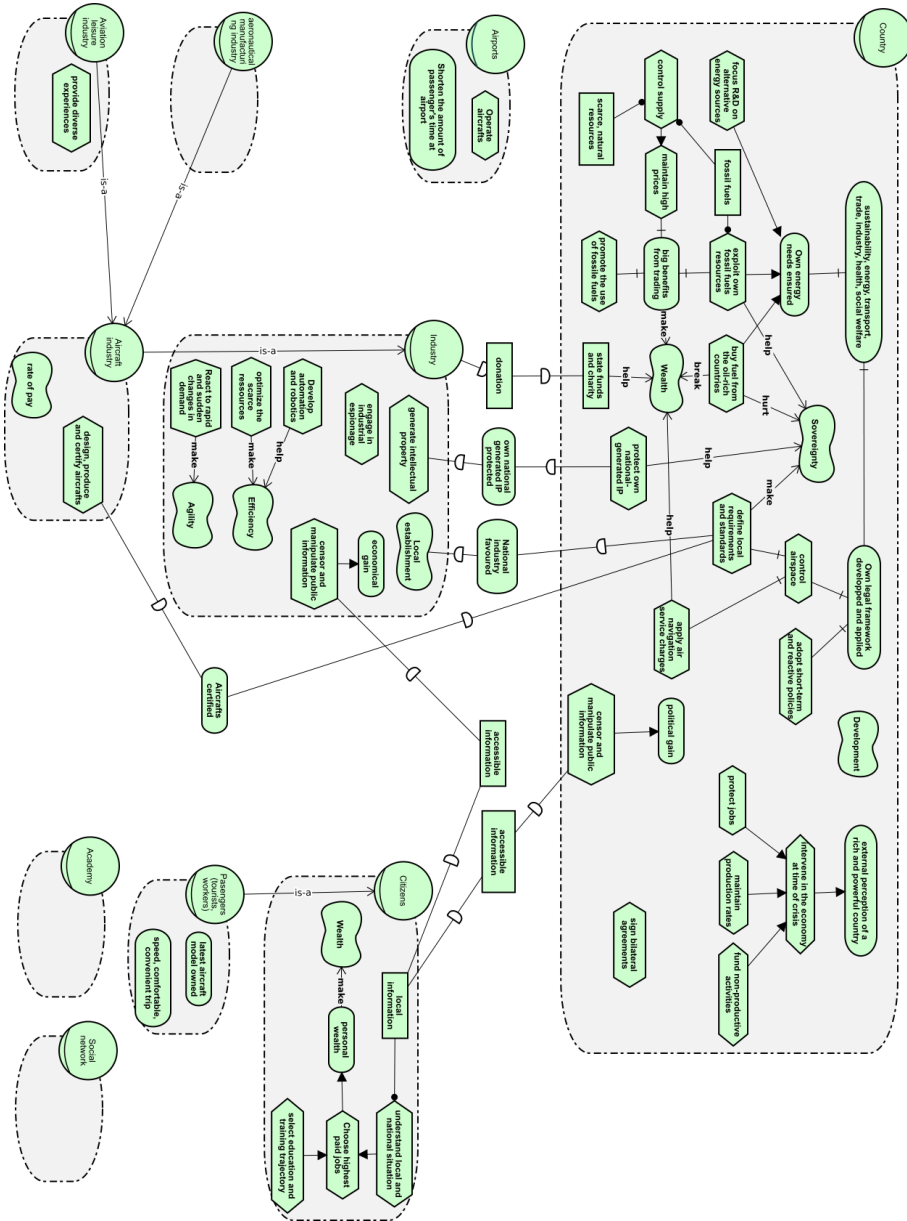 Country
focus R&D on
alternative
energy sources
control supply
scarce, natural
resources
maintain high
prices
fossil fuels
sustainability, energy, transport,
trade, industry, health, social welfare
Own energy
needs ensured
exploit own
fossil fuels
resources
big benefits
from trading
promote the use
of fossile fuels
make
Wealth
break
buy fuel from
the oil-rich
countries
help
hurt
Sovereignty
state funds
and charity
help
protect own
national-
generated IP
help
make
define local
requirements
and standards
control
airspace
Own legal framework
developped and applied
help
apply air
navigation
service charges
adopt short-term
and reactive policies
Development
political gain
censor and
manipulate public
information
protect jobs
maintain
production rates
fund non-productive
activities
intervene in the economy
at time of crisis
external perception of a
rich and powerful country
sign bilateral
agreements
Airports
Operate
aircrafts
Shorten the amount of
passenger's time at
airport
aeronautical
manufacturi
ng industry
Aviation
leisure
industry
provide diverse
experiences
is-a
is-a
Aircraft
industry
rate of pay
design, produce
and certify aircrafts
is-a
Industry
Develop
automation
and robotics
optimize the
scarce
ressources
React to rapid
and sudden
changes in
demand
help
make
make
Efficiency
Agility
engage in
industrial
espionage
generate intellectual
property
censor and
manipulate public
information
economical
gain
Local
establishment
donation
own national
generated IP
protected
National
industry
favoured
Aircrafts
certified
accessible
information
accessible
information
Citizens
Wealth
make
personal
wealth
local
information
understand local and
national situation
Choose highest
paid jobs
select education and
training trajectory
is-a
Pasengers
(tourists,
workers)
latest aircraft
model owned
speed, comfortable,
convenient trip
Academy
Social
network